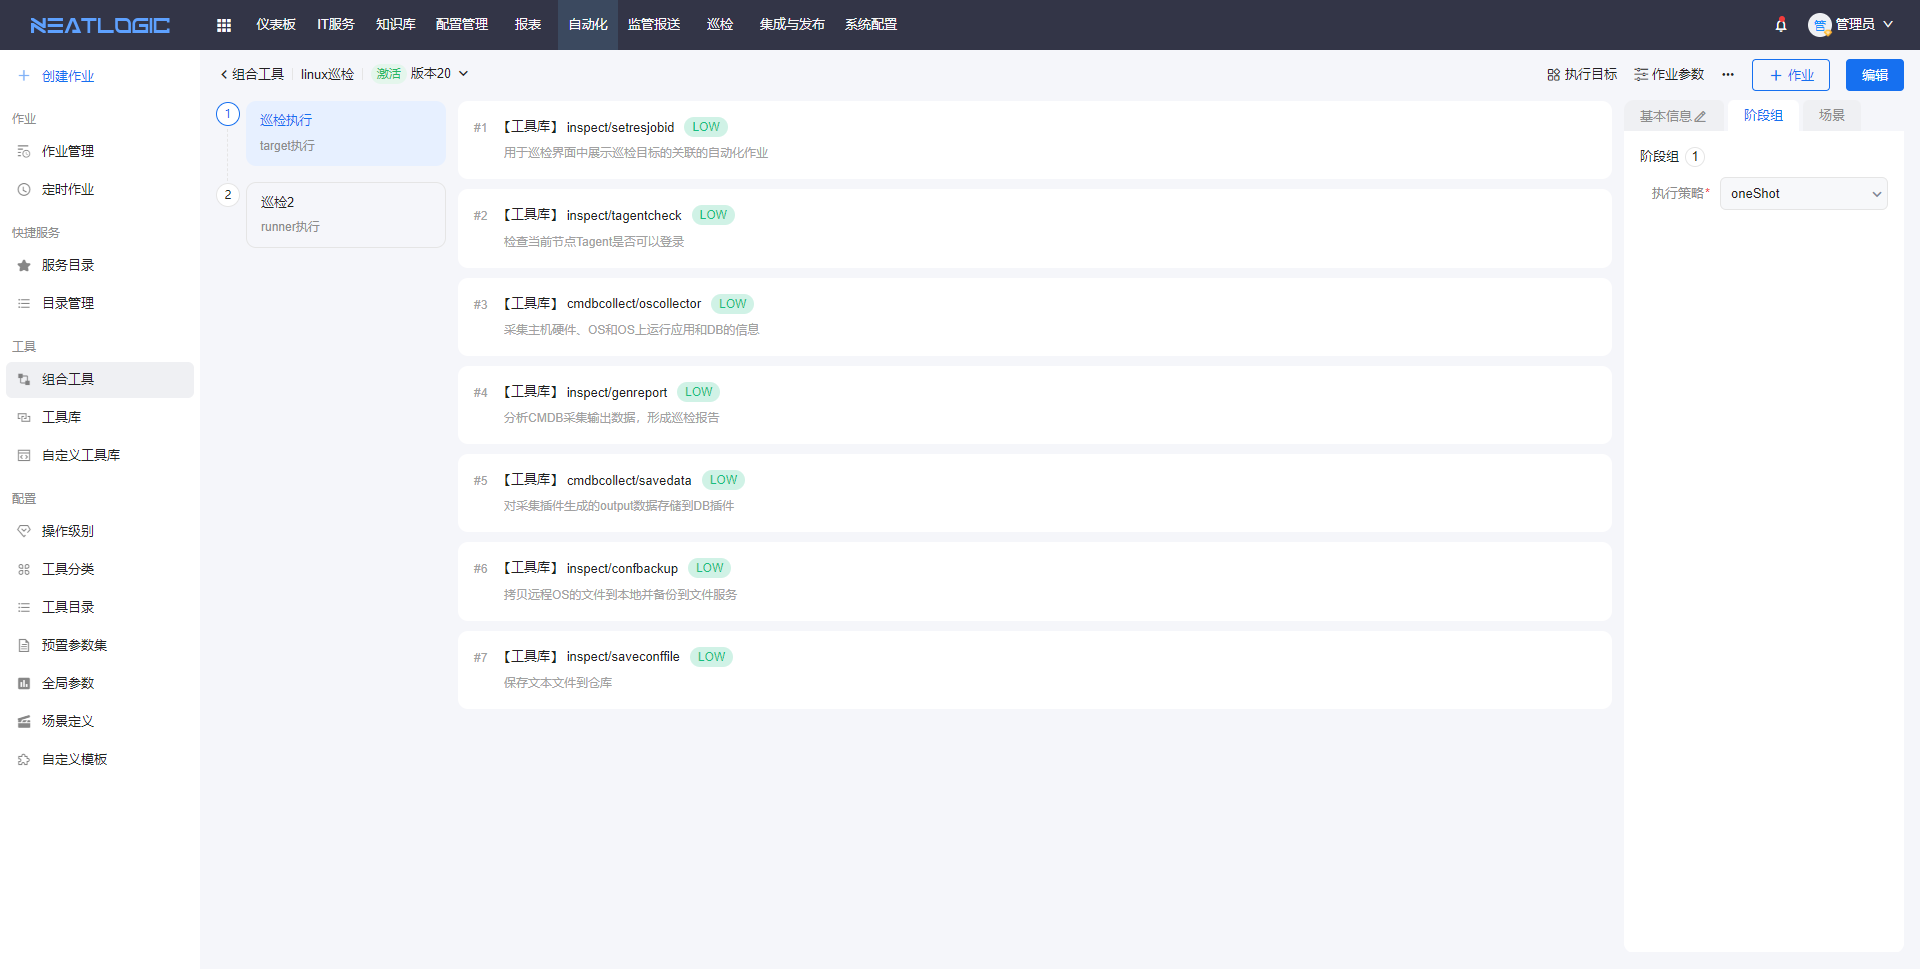 NEATLOGIC
仪表板 IT服务 知识库 配置管理 报表 自动化 监管报送 巡检 集成与发布 系统配置
管 管理员
创建作业
作业
作业管理
定时作业
快捷服务
服务目录
目录管理
工具
组合工具
工具库
自定义工具库
配置
操作级别
工具分类
工具目录
预置参数集
全局参数
场景定义
自定义模板
组合工具 linux巡检 激活 版本20
执行目标 作业参数 ··· + 作业 编辑
1 巡检执行
target执行
2 巡检2
runner执行
#1 【工具库】 inspect/setresjobid LOW
用于巡检界面中展示巡检目标的关联的自动化作业
#2 【工具库】 inspect/tagentcheck LOW
检查当前节点Tagent是否可以登录
#3 【工具库】 cmdbcollect/oscollector LOW
采集主机硬件、OS和OS上运行应用和DB的信息
#4 【工具库】 inspect/genreport LOW
分析CMDB采集输出数据，形成巡检报告
#5 【工具库】 cmdbcollect/savedata LOW
对采集插件生成的output数据存储到DB插件
#6 【工具库】 inspect/confbackup LOW
拷贝远程OS的文件到本地并备份到文件服务
#7 【工具库】 inspect/saveconffile LOW
保存文本文件到仓库
基本信息 阶段组 场景
阶段组 1
执行策略* oneShot